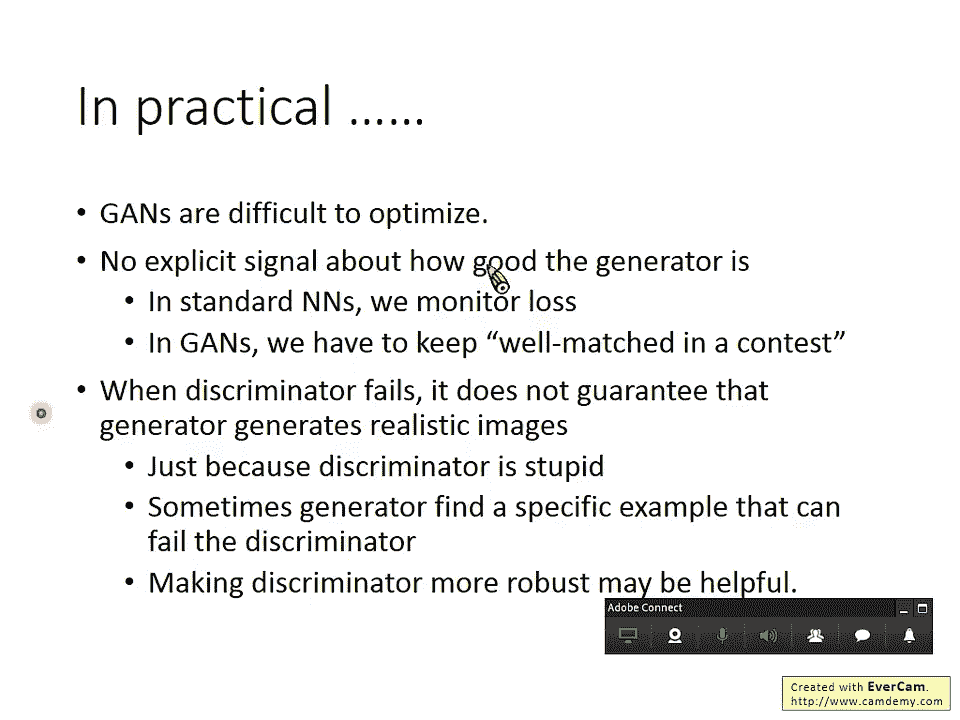 In practical ......
• GANs are difficult to optimize.
• No explicit signal about how good the generator is
• In standard NNs, we monitor loss
• In GANs, we have to keep “well-matched in a contest”
• When discriminator fails, it does not guarantee that
generator generates realistic images
• Just because discriminator is stupid
• Sometimes generator find a specific example that can
fail the discriminator
• Making discriminator more robust may be helpful.
Adobe Connect
Created with EverCam.
http://www.camdemy.com